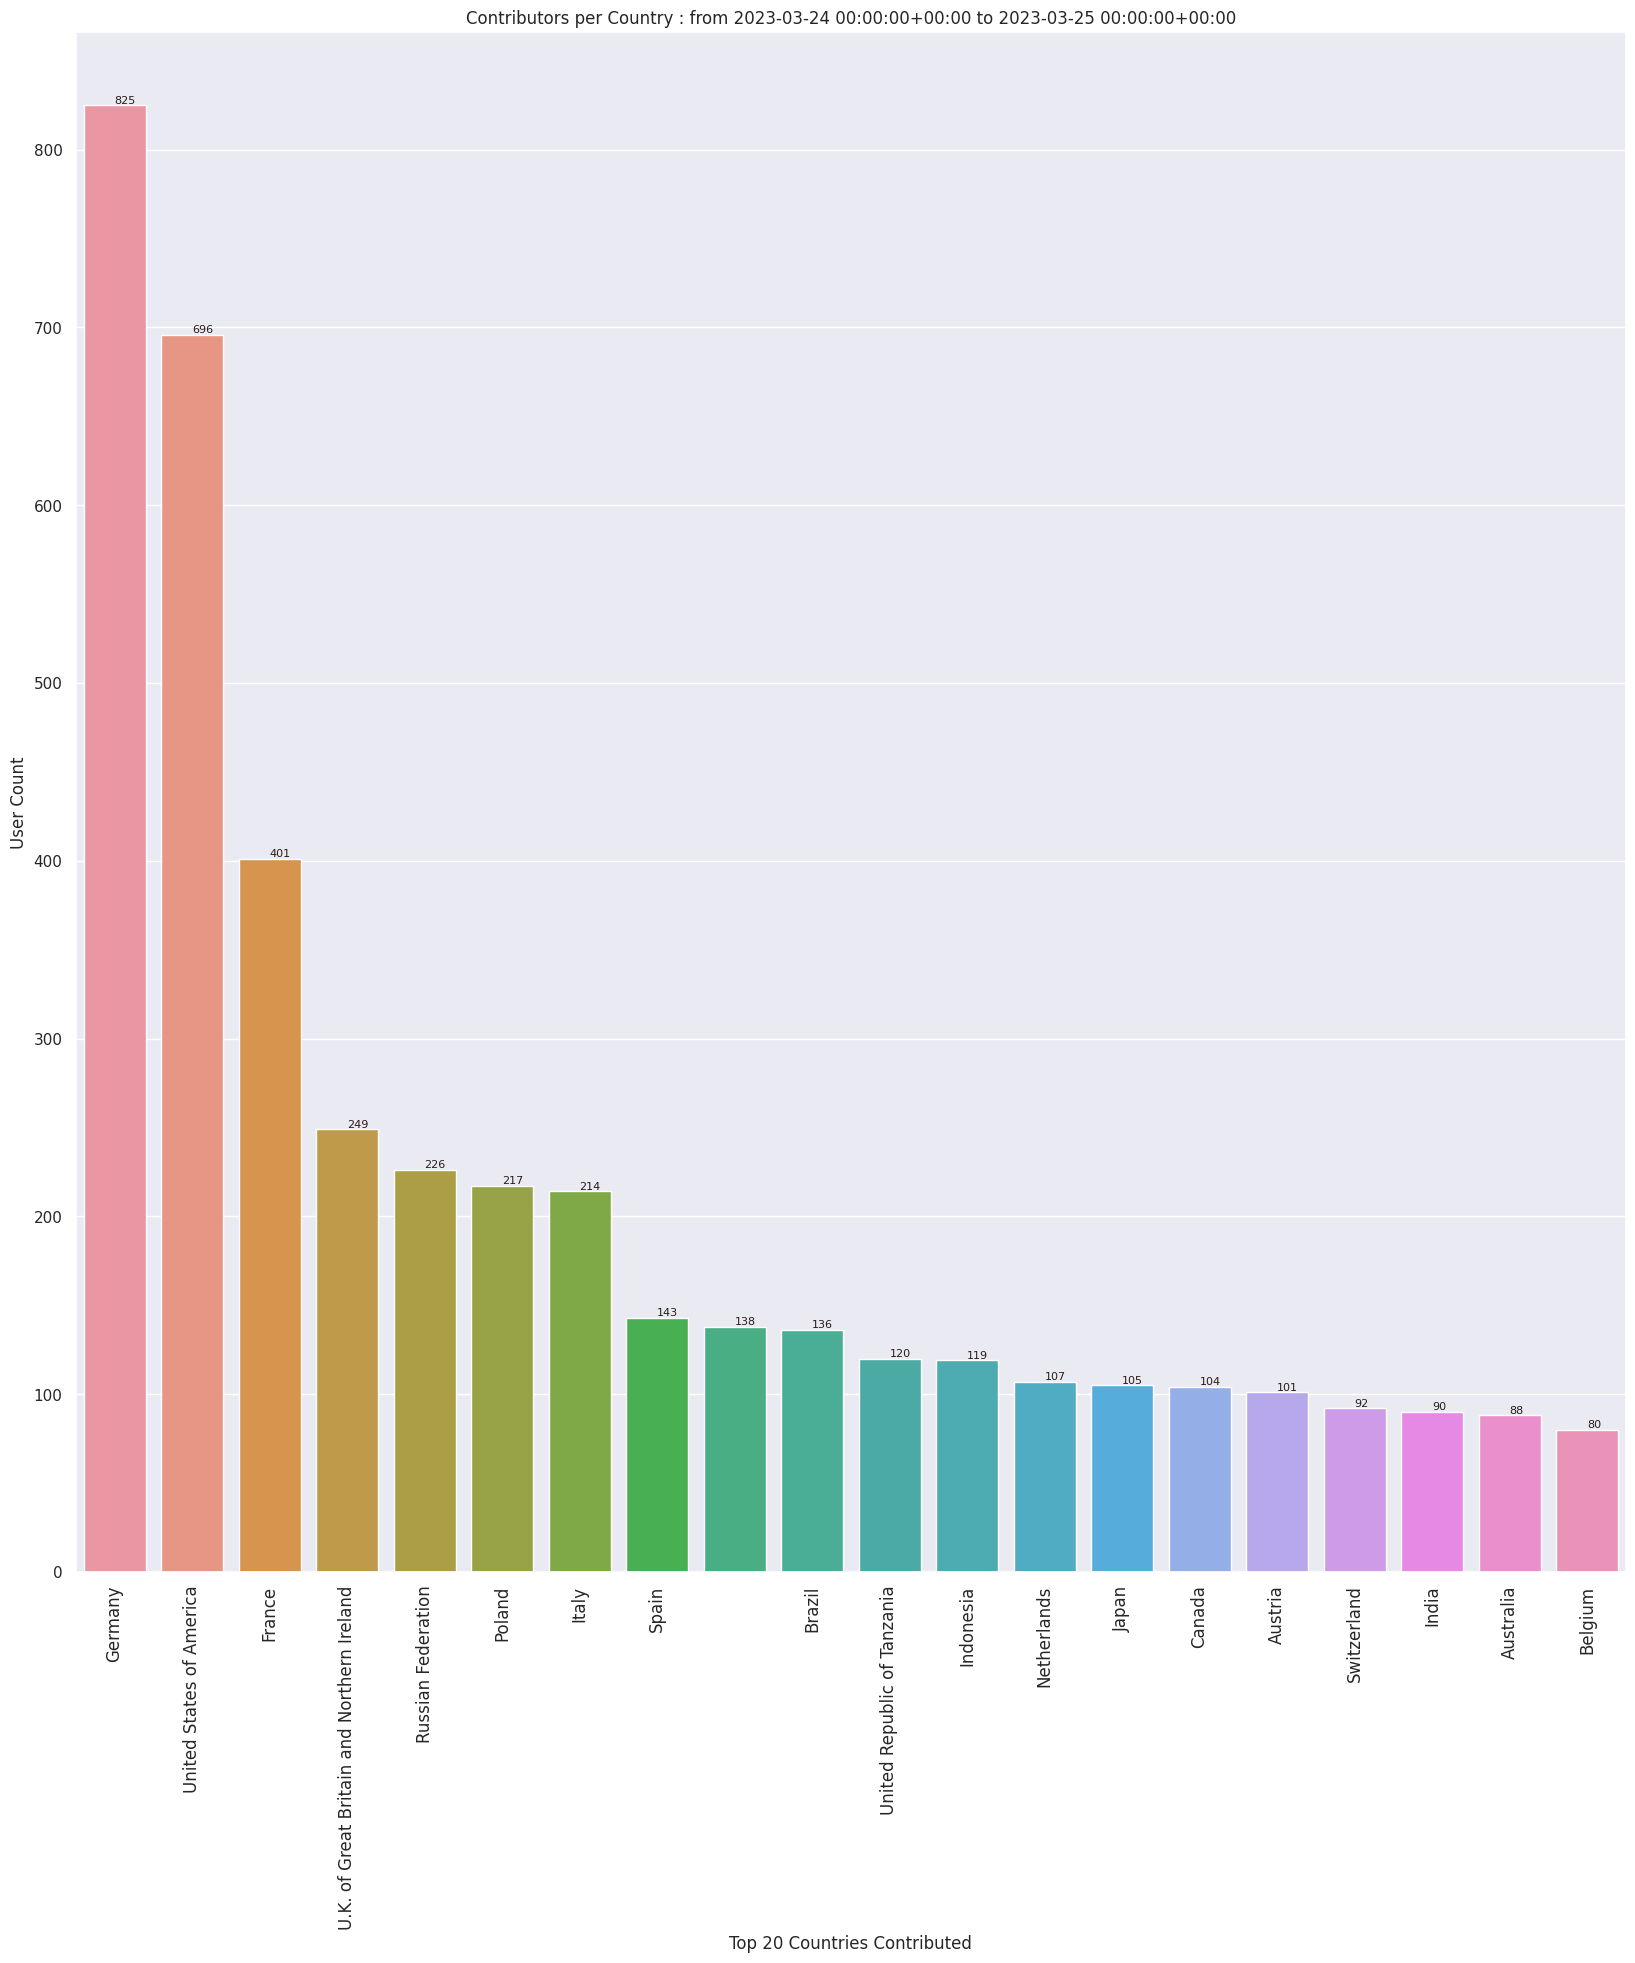 Contributors per Country : from 2023-03-24 00:00:00+00:00 to 2023-03-25 00:00:00+00:00
User Count
800
700
600
500
400
300
200
100
0
825
696
401
249
226
217
214
143
138
136
120
119
107
105
104
101
92
90
88
80
Germany
United States of America
France
U.K. of Great Britain and Northern Ireland
Russian Federation
Poland
Italy
Spain
Brazil
United Republic of Tanzania
Indonesia
Netherlands
Japan
Canada
Austria
Switzerland
India
Australia
Belgium
Top 20 Countries Contributed